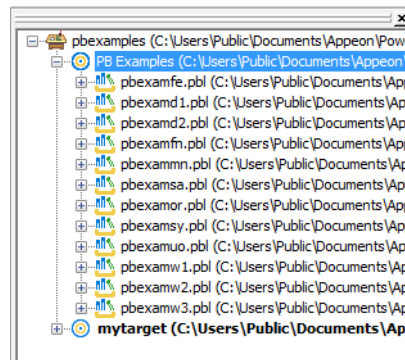 pbexamples (C:\Users\Public\Documents\Appeon\Pow
PB Examples (C:\Users\Public\Documents\Appeon\
pbexamfe.pbl (C:\Users\Public\Documents\Ap
pbexamd1.pbl (C:\Users\Public\Documents\Ap
pbexamd2.pbl (C:\Users\Public\Documents\Ap
pbexamfn.pbl (C:\Users\Public\Documents\Ap
pbexammn.pbl (C:\Users\Public\Documents\Ap
pbexamsa.pbl (C:\Users\Public\Documents\Ap
pbexamor.pbl (C:\Users\Public\Documents\Ap
pbexamsy.pbl (C:\Users\Public\Documents\Ap
pbexamuo.pbl (C:\Users\Public\Documents\Ap
pbexamw1.pbl (C:\Users\Public\Documents\Ap
pbexamw2.pbl (C:\Users\Public\Documents\Ap
pbexamw3.pbl (C:\Users\Public\Documents\Ap
mytarget (C:\Users\Public\Documents\Ap